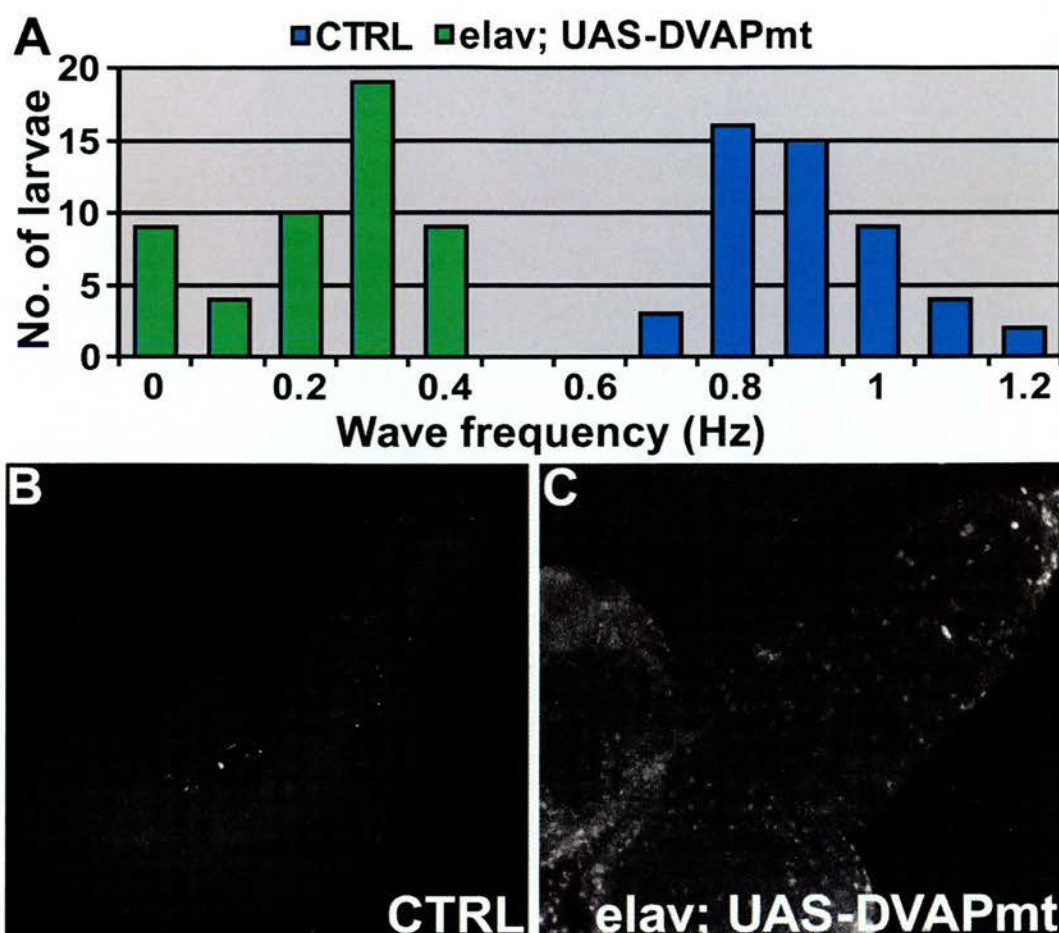 A
CTRL elav; UAS-DVAPmt
No. of larvae
20
15
10
5
0
0 0.2 0.4 0.6 0.8 1 1.2
Wave frequency (Hz)
B
CTRL
C
elav; UAS-DVAPmt